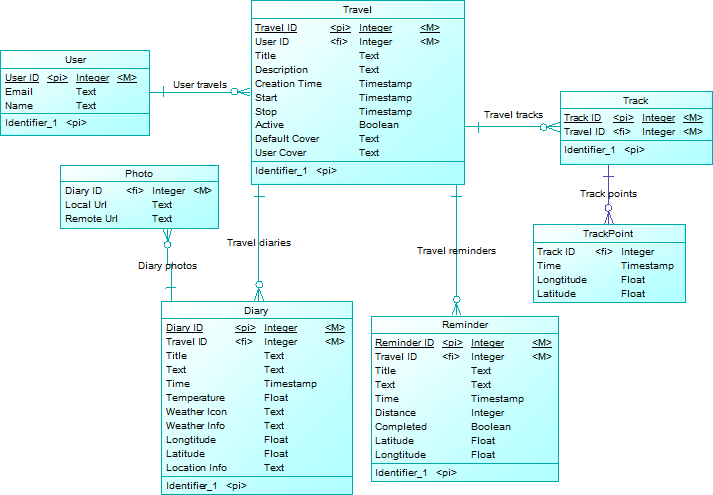 Travel
Travel ID <pi> Integer <M>
User ID <fi> Integer <M>
Title Text
Description Text
Creation Time Timestamp
Start Timestamp
Stop Timestamp
Active Boolean
Default Cover Text
User Cover Text
Identifier_1 <pi>
User
User ID <pi> Integer <M>
Email Text
Name Text
Identifier_1 <pi>
User travels
Travel tracks
Track
Track ID <pi> Integer <M>
Travel ID <fi> Integer <M>
Identifier_1 <pi>
Photo
Diary ID <fi> Integer <M>
Local Url Text
Remote Url Text
Track points
Travel diaries
Travel reminders
Diary photos
TrackPoint
Track ID <fi> Integer
Time Timestamp
Longtitude Float
Latitude Float
Diary
Diary ID <pi> Integer <M>
Travel ID <fi> Integer <M>
Title Text
Text Text
Time Timestamp
Temperature Float
Weather Icon Text
Weather Info Text
Longtitude Float
Latitude Float
Location Info Text
Identifier_1 <pi>
Reminder
Reminder ID <pi> Integer <M>
Travel ID <fi> Integer <M>
Title Text
Text Text
Time Timestamp
Distance Integer
Completed Boolean
Latitude Float
Longtitude Float
Identifier_1 <pi>